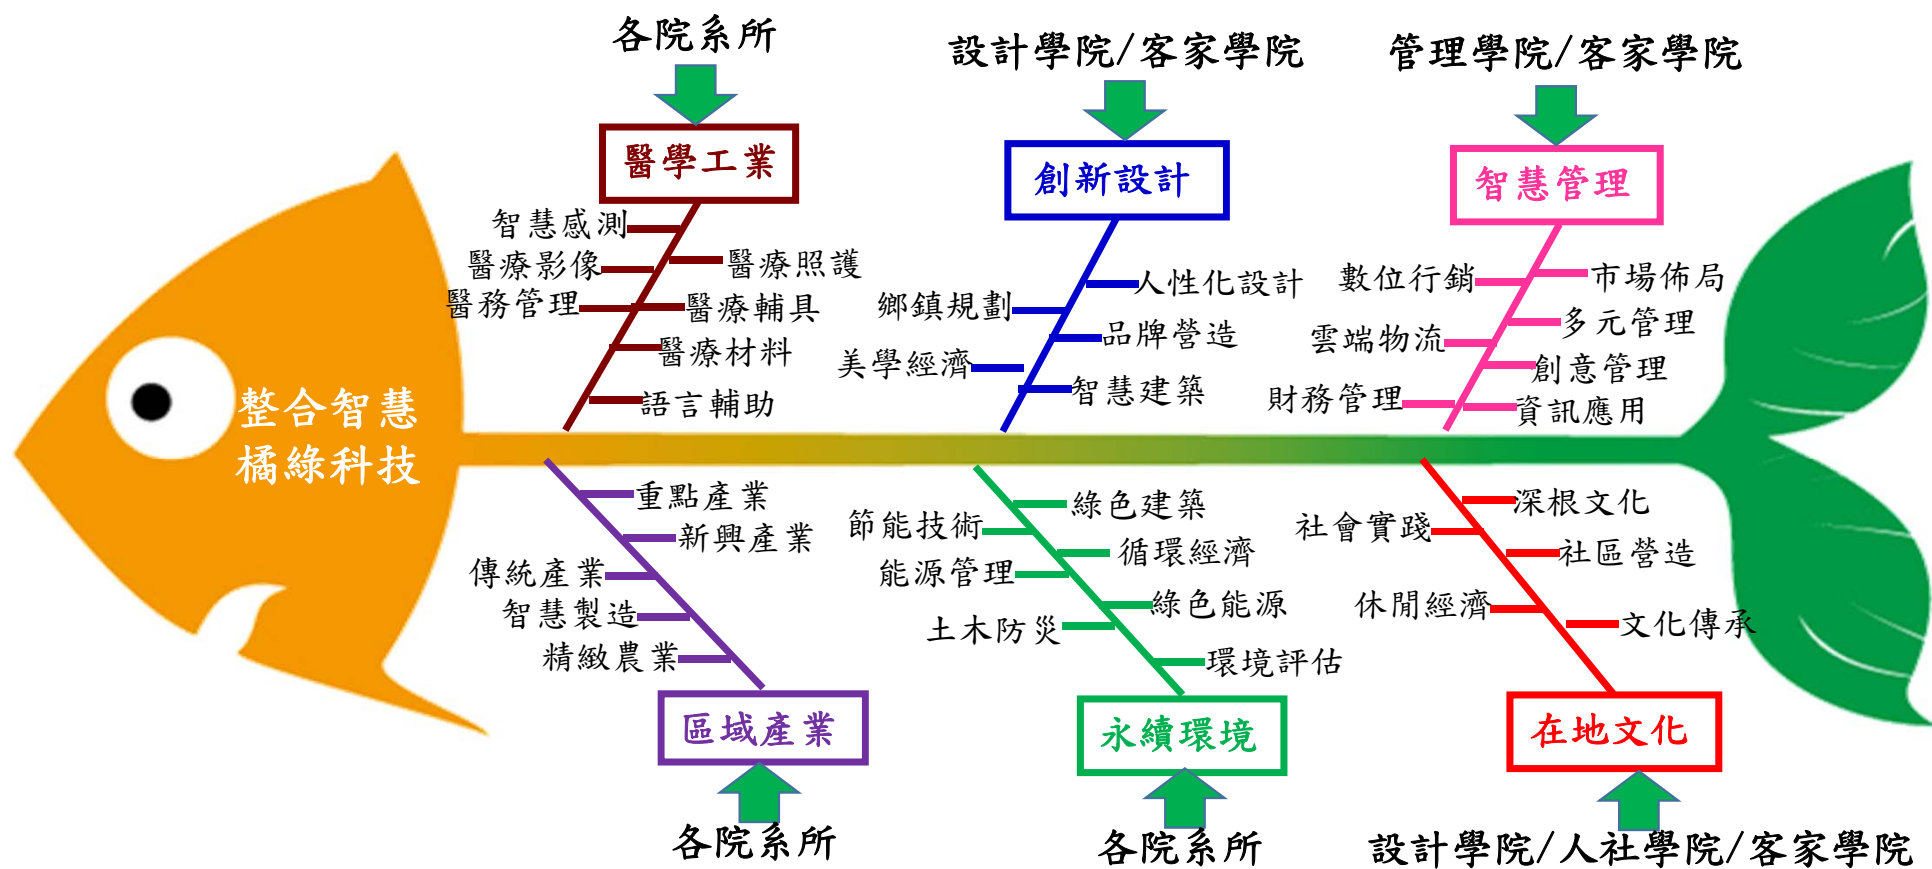 各院系所
設計學院/客家學院
管理學院/客家學院
醫學工業
創新設計
智慧管理
智慧感測
醫療影像
醫務管理
醫療照護
醫療輔具
醫療材料
語言輔助
鄉鎮規劃
美學經濟
人性化設計
品牌營造
智慧建築
數位行銷
雲端物流
財務管理
市場佈局
多元管理
創意管理
資訊應用
整合智慧
橘綠科技
重點產業
新興產業
傳統產業
智慧製造
精緻農業
節能技術
能源管理
土木防災
綠色建築
循環經濟
綠色能源
環境評估
社會實踐
休閒經濟
深根文化
社區營造
文化傳承
區域產業
永續環境
在地文化
各院系所
各院系所
設計學院/人社學院/客家學院